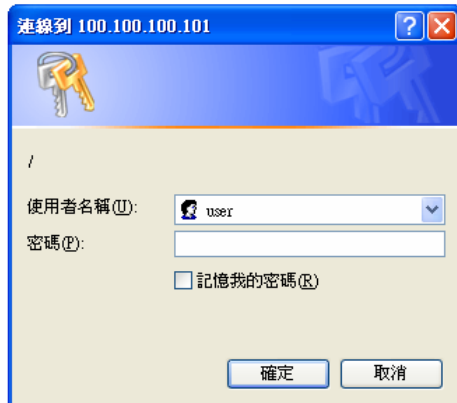 連線到 100.100.100.101
/
使用者名稱(U):
user
密碼(P):
記憶我的密碼(R)
確定
取消